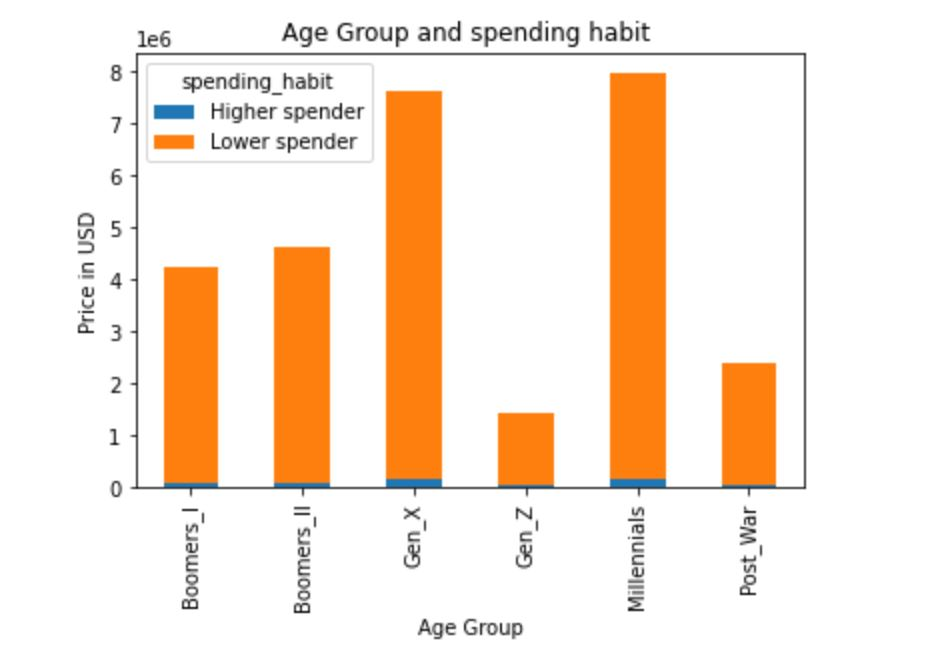 Age Group and spending habit
1e6
spending_habit
Higher spender
Lower spender
8
7
6
5
4
3
2
1
0
Price in USD
Boomers_I
Boomers_II
Gen_X
Gen_Z
Millennials
Post_War
Age Group